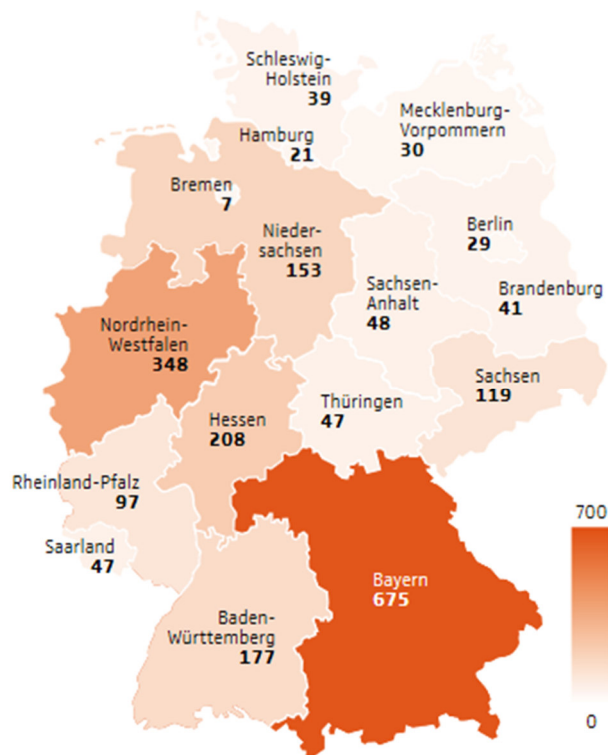 Schleswig-
Holstein
39
Mecklenburg-
Vorpommern
30
Hamburg
21
Bremen
7
Berlin
29
Nieder-
sachsen
153
Sachsen-
Anhalt
48
Brandenburg
41
Nordrhein-
Westfalen
348
Sachsen
119
Thüringen
47
Hessen
208
Rheinland-Pfalz
97
Saarland
47
700
Bayern
675
Baden-
Württemberg
177
0